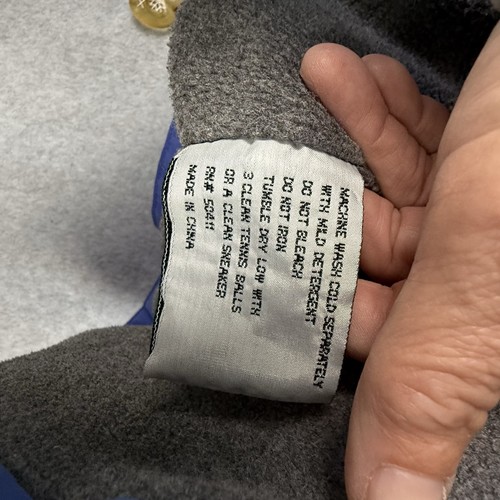 MACHINE WASH COLD SEPARATELY
WITH MILD DETERGENT
DO NOT BLEACH
DO NOT IRON
TUMBLE DRY LOW WITH
3 CLEAN TENNIS BALLS
OR A CLEAN SNEAKER
RN# 50411
MADE IN CHINA